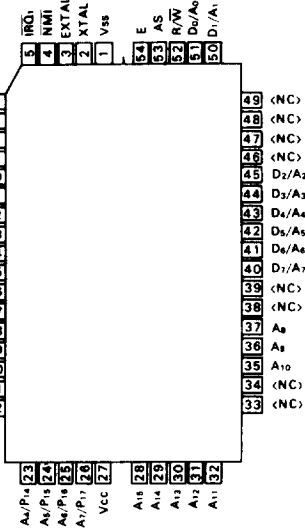 5 IRQ1
4 NMI
3 EXTAL
2 XTAL
1 Vss
54 E
53 AS
52 R/W
51 D0/A0
50 D1/A1
49 <NC>
48 <NC>
47 <NC>
46 <NC>
45 D2/A2
44 D3/A3
43 D4/A4
42 D5/A5
41 D6/A6
40 D7/A7
39 <NC>
38 <NC>
37
36
35 A10
34 <NC>
33 <NC>
23 A4/P14
24 A5/P15
25 A6/P16
26 A7/P17
27 Vcc
28 A15
29 A14
30 A13
31 A12
32 A11